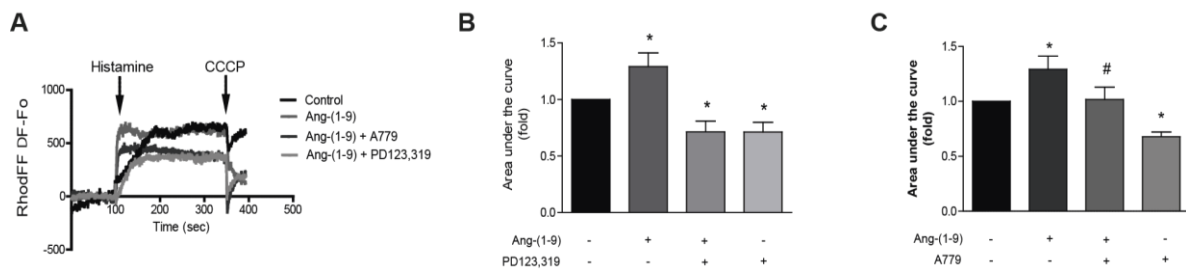 A
Histamine
CCCP
RhodFF DF-Fo
1000
500
0
-500
100
200
300
400
500
Time (sec)
Control
Ang-(1-9)
Ang-(1-9) + A779
Ang-(1-9) + PD123,319
B
Area under the curve
(fold)
1.5
1.0
0.5
0.0
*
*
*
Ang-(1-9) - + + -
PD123,319 - - + +
C
Area under the curve
(fold)
1.5
1.0
0.5
0.0
*
#
*
Ang-(1-9) - + + -
A779 - - + +